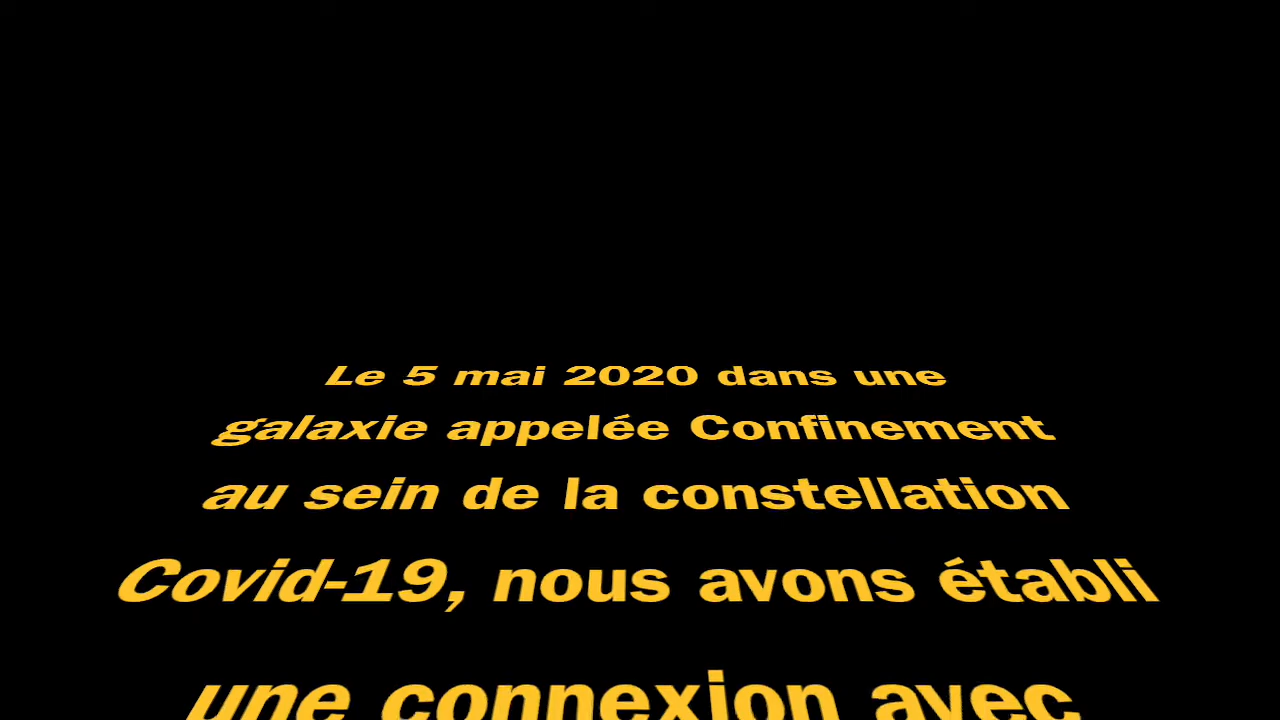 Le 5 mai 2020 dans une
galaxie appelée Confinement
au sein de la constellation
Covid-19, nous avons établi
une connexion avec